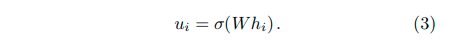 u_i = σ(Wh_i) . (3)